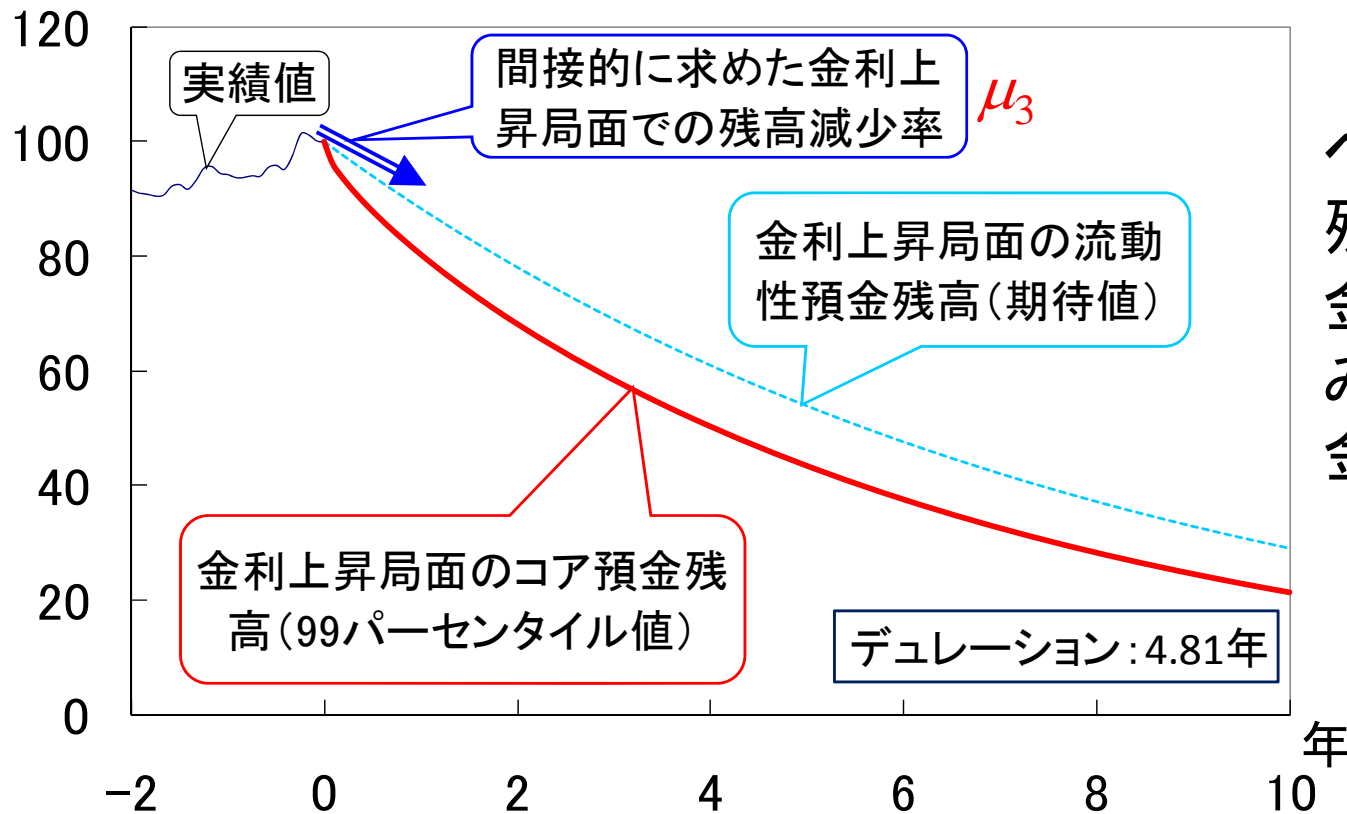 120
100
80
60
40
20
0
-2
0
2
4
6
8
10
年
実績値
間接的に求めた金利上
昇局面での残高減少率
μ3
金利上昇局面の流動
性預金残高(期待値)
金利上昇局面のコア預金残
高(99パーセンタイル値)
デュレーション:4.81年
金
み
金